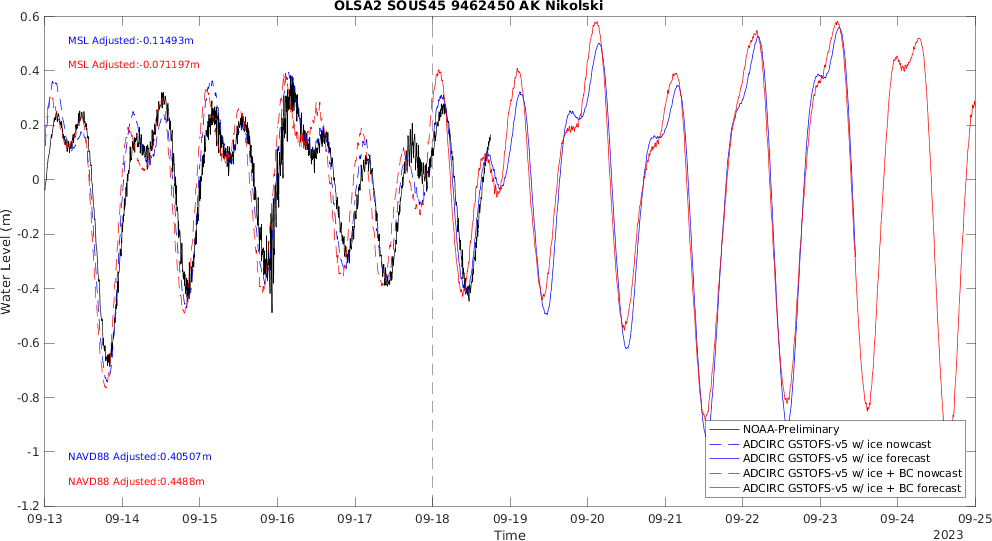 OLSA2 SOUS45 9462450 AK Nikolski
MSL Adjusted:-0.11493m
MSL Adjusted:-0.071197m
NAVD88 Adjusted:0.40507m
NAVD88 Adjusted:0.4488m
Water Level (m)
0.6
0.4
0.2
0
-0.2
-0.4
-0.6
-0.8
-1
-1.2
NOAA-Preliminary
ADCIRC GSTOFS-v5 w/ ice nowcast
ADCIRC GSTOFS-v5 w/ ice forecast
ADCIRC GSTOFS-v5 w/ ice + BC nowcast
ADCIRC GSTOFS-v5 w/ ice + BC forecast
09-13 09-14 09-15 09-16 09-17 09-18 09-19 09-20 09-21 09-22 09-23 09-24 09-25
Time
2023